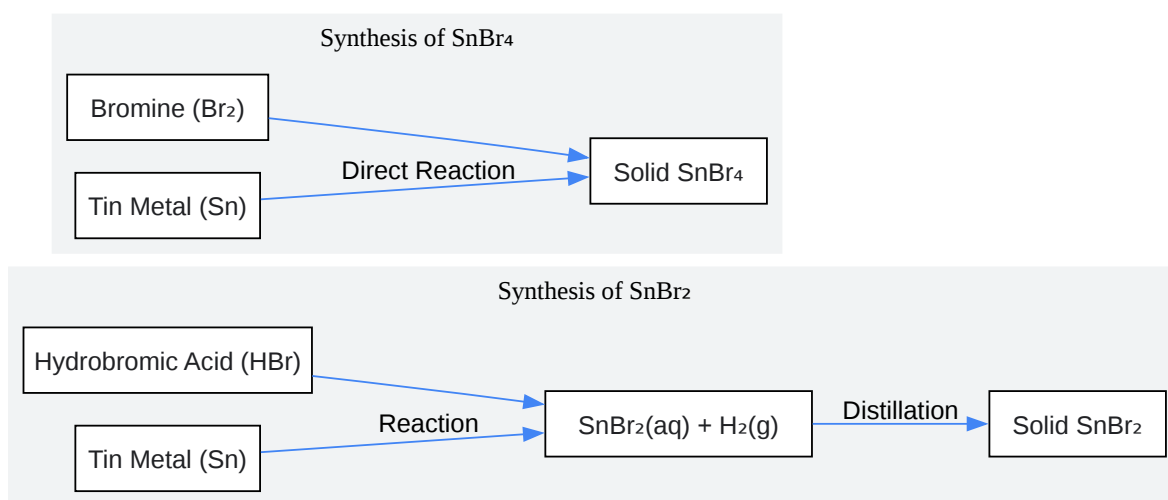 Synthesis of SnBr₄
Bromine (Br₂)
Direct Reaction
Solid SnBr₄
Tin Metal (Sn)
Synthesis of SnBr₂
Hydrobromic Acid (HBr)
Reaction
SnBr₂(aq) + H₂(g)
Distillation
Solid SnBr₂
Tin Metal (Sn)